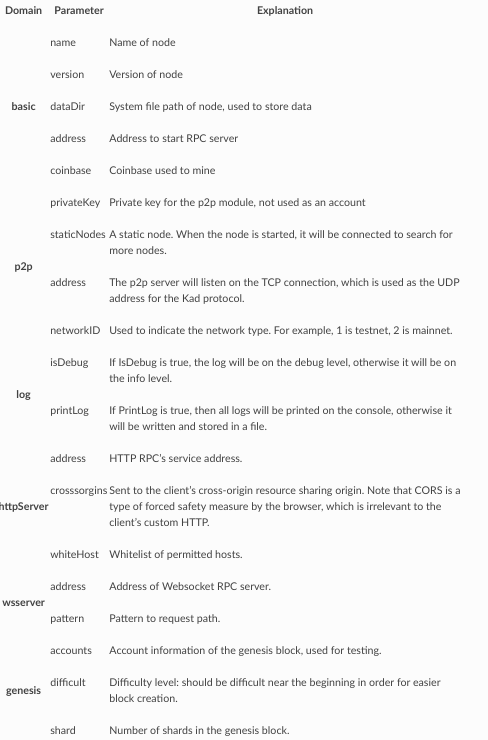 Domain Parameter Explanation
name Name of node
version Version of node
basic dataDir System file path of node, used to store data
address Address to start RPC server
coinbase Coinbase used to mine
privateKey Private key for the p2p module, not used as an account
staticNodes A static node. When the node is started, it will be connected to search for
more nodes.
p2p
address The p2p server will listen on the TCP connection, which is used as the UDP
address for the Kad protocol.
networkID Used to indicate the network type. For example, 1 is testnet, 2 is mainnet.
isDebug If IsDebug is true, the log will be on the debug level, otherwise it will be on
the info level.
log
printLog If PrintLog is true, then all logs will be printed on the console, otherwise it
will be written and stored in a file.
address HTTP RPC's service address.
crosssorgins Sent to the client's cross-origin resource sharing origin. Note that CORS is a
httpServer type of forced safety measure by the browser, which is irrelevant to the
client's custom HTTP.
whiteHost Whitelist of permitted hosts.
address Address of Websocket RPC server.
wsserver
pattern Pattern to request path.
accounts Account information of the genesis block, used for testing.
difficult Difficulty level: should be difficult near the beginning in order for easier
genesis block creation.
shard Number of shards in the genesis block.